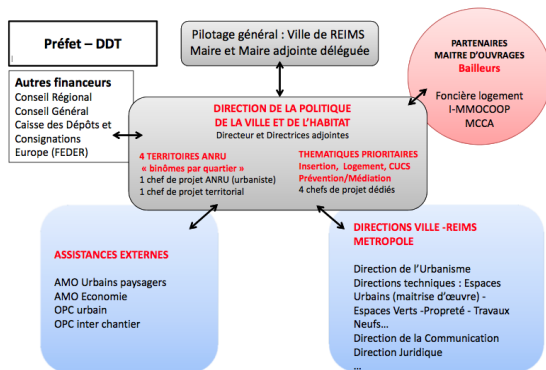 Préfet – DDT
Autres financeurs
Conseil Régional
Conseil Général
Caisse des Dépôts et
Consignations
Europe (FEDER)
Pilotage général : Ville de REIMS
Maire et Maire adjointe déléguée
PARTENAIRES
MAITRE D'OUVRAGES
Bailleurs
Foncière logement
I-MMOCOOP
MCCA
DIRECTION DE LA POLITIQUE
DE LA VILLE ET DE L'HABITAT
Directeur et Directrices adjointes
4 TERRITOIRES ANRU
« binômes par quartier »
1 chef de projet ANRU (urbaniste)
1 chef de projet territorial
THEMATIQUES PRIORITAIRES
Insertion, Logement, CUCS
Prévention/Médiation
4 chefs de projet dédiés
ASSISTANCES EXTERNES
AMO Urbains paysagers
AMO Economie
OPC urbain
OPC inter chantier
DIRECTIONS VILLE -REIMS
METROPOLE
Direction de l'Urbanisme
Directions techniques : Espaces
Urbains (maitrise d'œuvre) -
Espaces Verts -Propreté - Travaux
Neufs…
Direction de la Communication
Direction Juridique
…